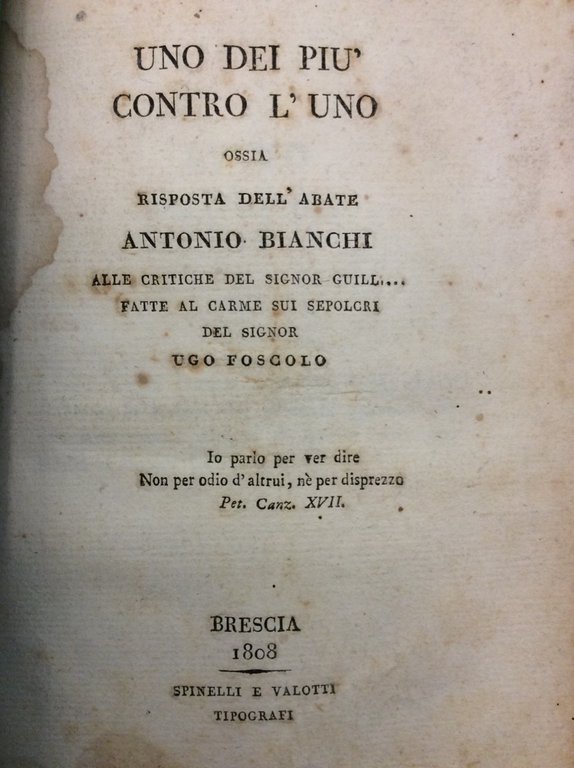 UNO DEI PIU'
CONTRO L'UNO
OSSIA
RISPOSTA DELL'ABATE
ANTONIO BIANCHI
ALLE CRITICHE DEL SIGNOR GUILL....
FATTE AL CARME SUI SEPOLCRI
DEL SIGNOR
UGO FOSCOLO
Io parlo per ver dire
Non per odio d'altrui, nè per disprezzo
Pet. Canz. XVII.
BRESCIA
1808
SPINELLI E VALOTTI
TIPOGRAFI